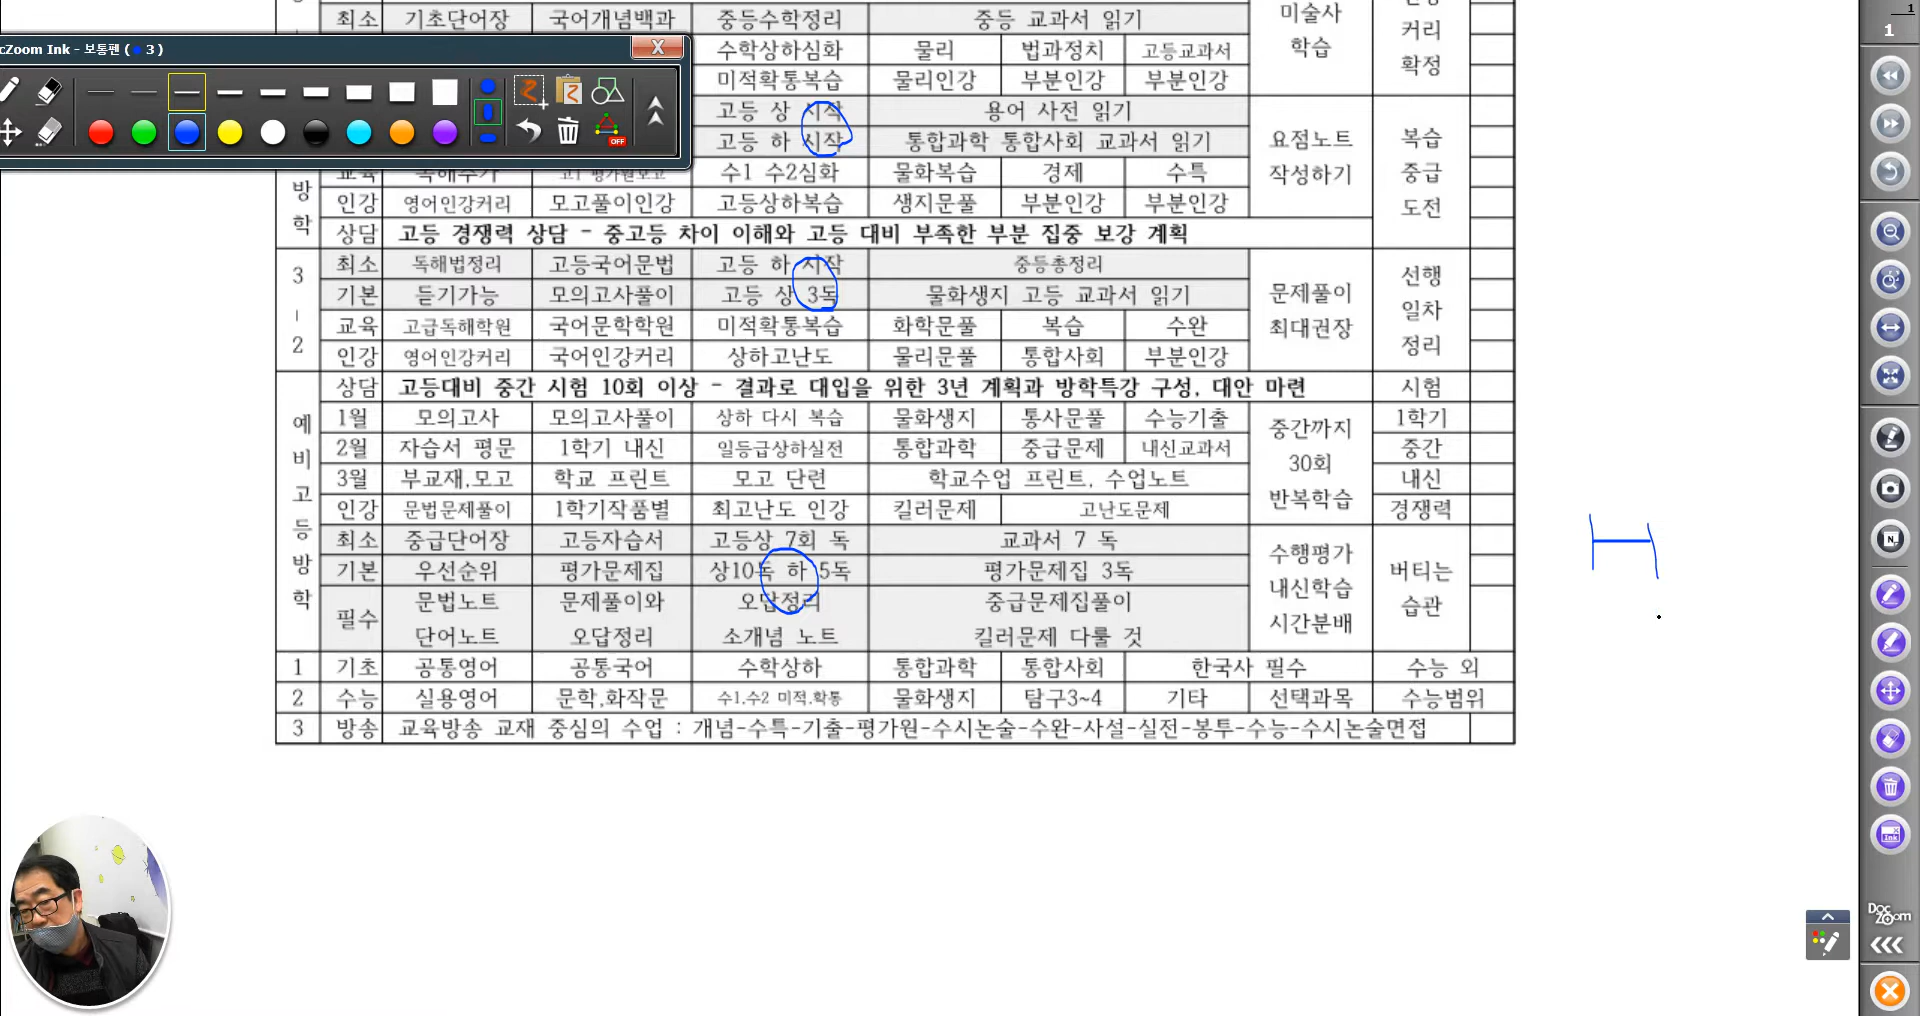 최소 기초단어장 국어개념백과 중등수학정리 중등 교과서 읽기
미술사
학습
커리
확정
cZoom Ink - 보통펜 ( 3 )
OFF
수학상하심화 물리 법과정치 고등교과서
미적확통복습 물리인강 부분인강 부분인강
고등 상 시작 용어 사전 읽기
고등 하 시작 통합과학 통합사회 교과서 읽기
요점노트
작성하기
복습
중급
도전
수1 수2심화 물화복습 경제 수특
방
학
인강 영어인강커리 모고풀이인강 고등상하복습 생지문풀 부분인강 부분인강
상담 고등 경쟁력 상담 - 중고등 차이 이해와 고등 대비 부족한 부분 집중 보강 계획
3
-
2
최소 독해법정리 고등국어문법 고등 하 시작 중등총정리
기본 듣기가능 모의고사풀이 고등 상 3독 물화생지 고등 교과서 읽기
교육 고급독해학원 국어문학학원 미적확통복습 화학문풀 복습 수완
인강 영어인강커리 국어인강커리 상하고난도 물리문풀 통합사회 부분인강
문제풀이
최대권장
선행
일차
정리
상담 고등대비 중간 시험 10회 이상 - 결과로 대입을 위한 3년 계획과 방학특강 구성, 대안 마련 시험
예
비
고
등
방
학
1월 모의고사 모의고사풀이 상하 다시 복습 물화생지 통사문풀 수능기출
2월 자습서 평문 1학기 내신 일등급상하실전 통합과학 중급문제 내신교과서
3월 부교재,모고 학교 프린트 모고 단련 학교수업 프린트, 수업노트
인강 문법문제풀이 1학기작품별 최고난도 인강 킬러문제 고난도문제
중간까지
30회
반복학습
1학기
중간
내신
경쟁력
최소 중급단어장 고등자습서 고등상 7회 독 교과서 7 독
기본 우선순위 평가문제집 상10독 하 5독 평가문제집 3독
필수 문법노트 문제풀이와 오답정리 중급문제집풀이
단어노트 오답정리 소개념 노트 킬러문제 다룰 것
수행평가
내신학습
시간분배
버티는
습관
1 기초 공통영어 공통국어 수학상하 통합과학 통합사회 한국사 필수 수능 외
2 수능 실용영어 문학,화작문 수1,수2 미적,확통 물화생지 탐구3~4 기타 선택과목 수능범위
3 방송 교육방송 교재 중심의 수업 : 개념-수특-기출-평가원-수시논술-수완-사설-실전-봉투-수능-수시논술면접
1
1
N
Ink
Doc
Zoom